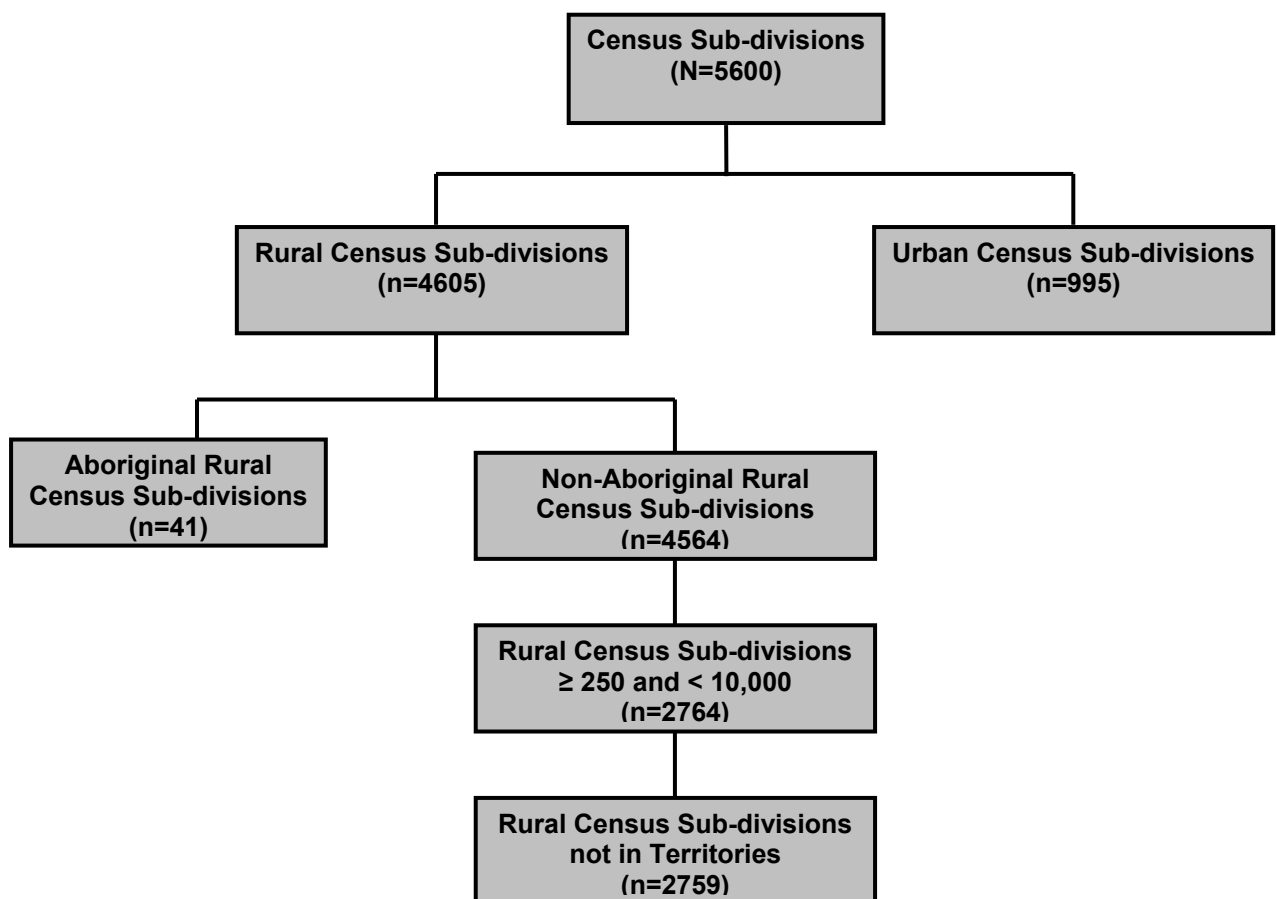 Census Sub-divisions
(N=5600)
Rural Census Sub-divisions
(n=4605)
Urban Census Sub-divisions
(n=995)
Aboriginal Rural
Census Sub-divisions
(n=41)
Non-Aboriginal Rural
Census Sub-divisions
(n=4564)
Rural Census Sub-divisions
≥ 250 and < 10,000
(n=2764)
Rural Census Sub-divisions
not in Territories
(n=2759)